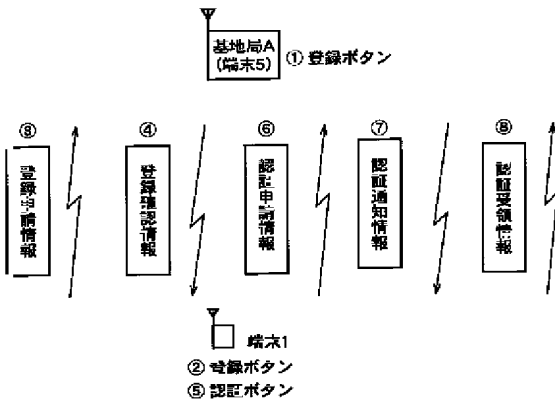 基地局A
(端末5)
① 登録ボタン
③
④
⑥
⑦
⑧
登録申請情報
登録確認情報
認証申請情報
認証通知情報
認証受領情報
端末1
② 登録ボタン
⑤ 認証ボタン